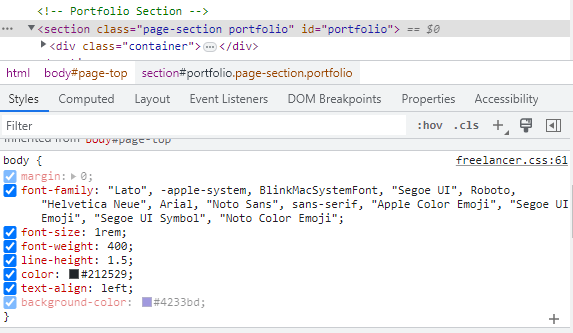 <!-- Portfolio Section -->
··· ▼<section class="page-section portfolio" id="portfolio"> == $0
▶<div class="container">…</div>
html body#page-top section#portfolio.page-section.portfolio
Styles Computed Layout Event Listeners DOM Breakpoints Properties Accessibility
Filter :hov .cls +
Inherited from body#page-top
body { freelancer.css:61
margin: ▶ 0;
font-family: "Lato", -apple-system, BlinkMacSystemFont, "Segoe UI", Roboto,
"Helvetica Neue", Arial, "Noto Sans", sans-serif, "Apple Color Emoji", "Segoe UI
Emoji", "Segoe UI Symbol", "Noto Color Emoji";
font-size: 1rem;
font-weight: 400;
line-height: 1.5;
color: #212529;
text-align: left;
background-color: #4233bd;
}